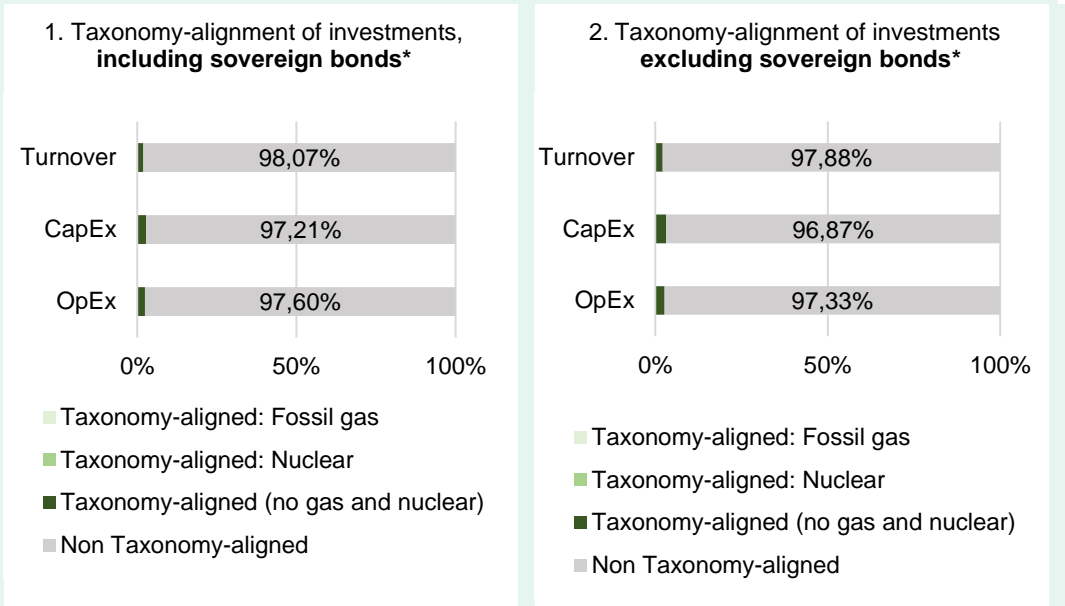 1. Taxonomy-alignment of investments,
including sovereign bonds*
Turnover
98,07%
CapEx
97,21%
OpEx
97,60%
0%
50%
100%
Taxonomy-aligned: Fossil gas
Taxonomy-aligned: Nuclear
Taxonomy-aligned (no gas and nuclear)
Non Taxonomy-aligned
2. Taxonomy-alignment of investments
excluding sovereign bonds*
Turnover
97,88%
CapEx
96,87%
OpEx
97,33%
0%
50%
100%
Taxonomy-aligned: Fossil gas
Taxonomy-aligned: Nuclear
Taxonomy-aligned (no gas and nuclear)
Non Taxonomy-aligned